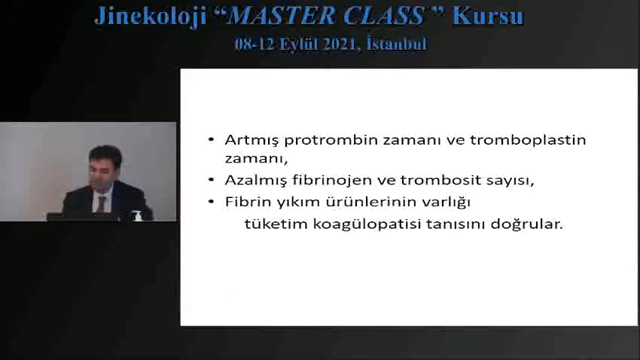 Jinekoloji “MASTER CLASS ” Kursu
08-12 Eylül 2021, İstanbul
• Artmış protrombin zamanı ve tromboplastin
zamanı,
• Azalmış fibrinojen ve trombosit sayısı,
• Fibrin yıkım ürünlerinin varlığı
tüketim koagülopatisi tanısını doğrular.